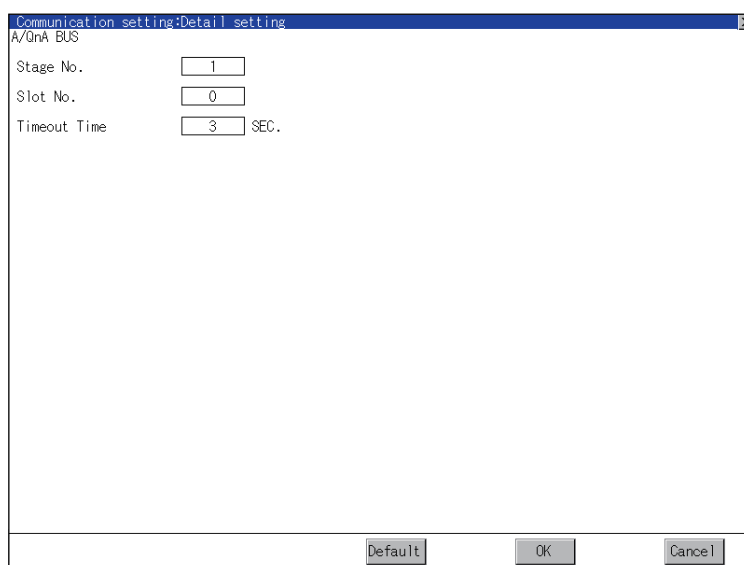 Communication setting:Detail setting
A/QnA BUS
Stage No. 1
Slot No. 0
Timeout Time 3 SEC.
Default OK Cancel